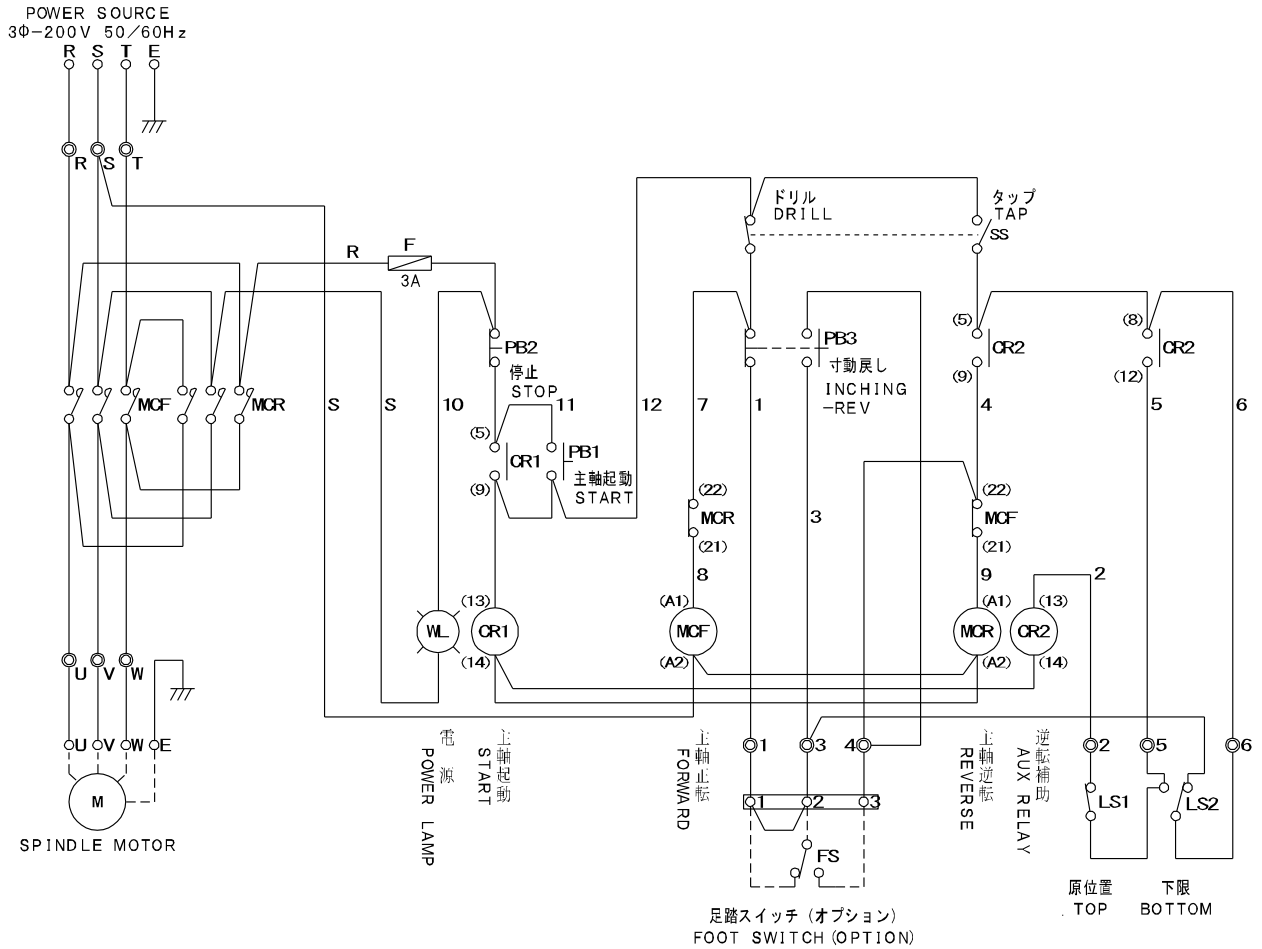 POWER SOURCE
3Φ-200V 50/60Hz
R S T E
R S T
ドリル
DRILL
タップ
TAP
SS
R F
3A
PB2
停止
STOP
PB3
寸動戻し
INCHING
-REV
(5) CR2
(9)
(8) CR2
(12)
MCF MCR S S 10 11 12 7 1 4 5 6
(5) CR1
(9)
PB1
主軸起動
START
(22)
MCR
(21)
3
(22)
MCF
(21)
8 9 2
(13) (A1) (A1) (13)
WL CR1 MCF MCR CR2
(14) (A2) (A2) (14)
U V W
U V W E
電源
POWER LAMP
主軸起動
START
主軸正転
FORWARD
主軸逆転
REVERSE
逆転補助
AUX RELAY
1 3 4 2 5 6
M
SPINDLE MOTOR
1 2 3
FS
LS1 LS2
原位置
TOP
下限
BOTTOM
足踏スイッチ(オプション)
FOOT SWITCH(OPTION)